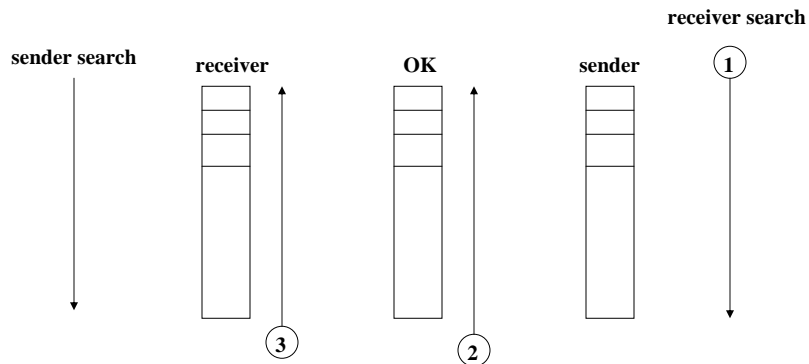 receiver search
sender search
receiver
OK
sender
1
3
2